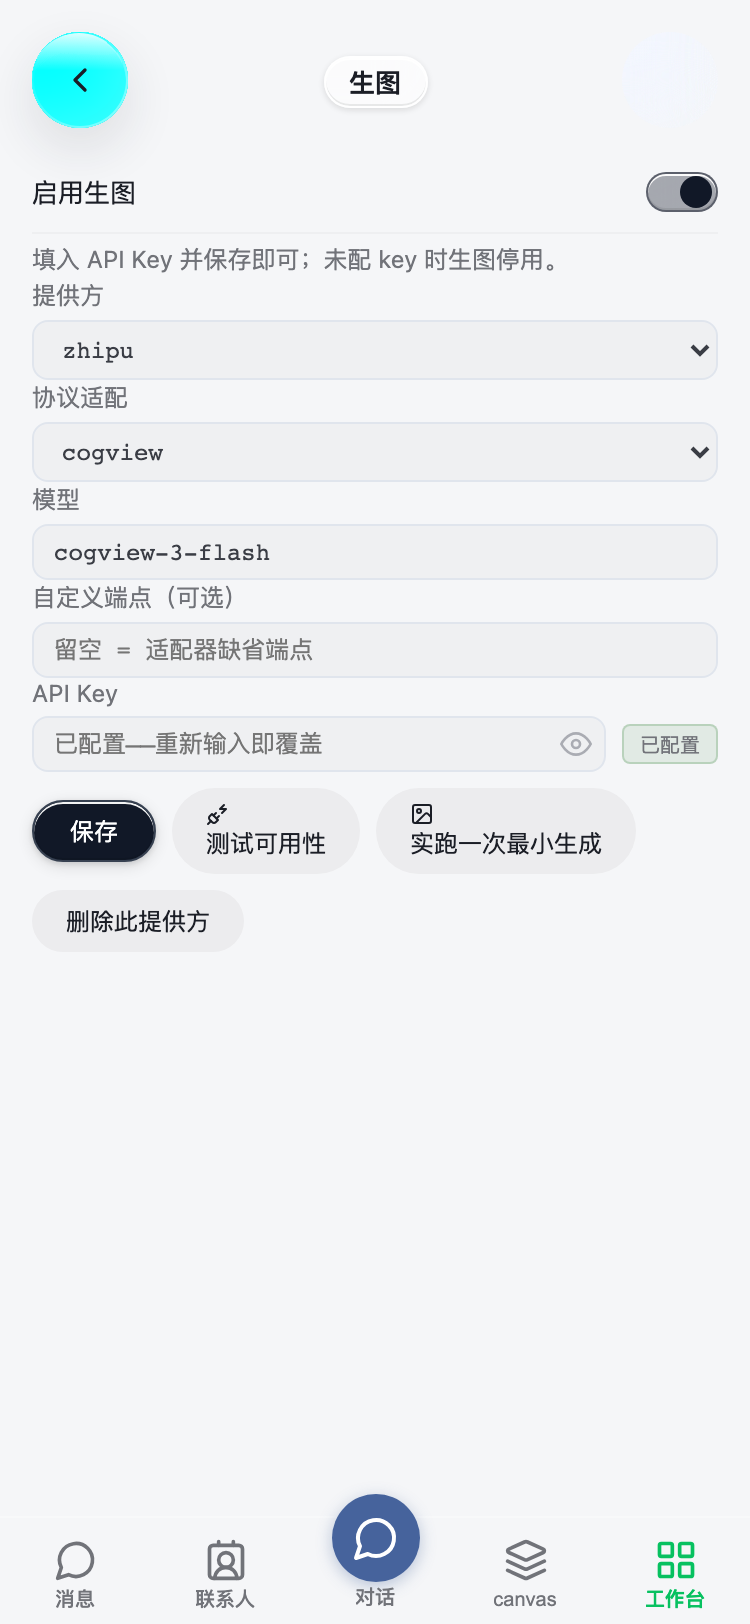 生图
启用生图
填入 API Key 并保存即可；未配 key 时生图停用。
提供方
zhipu
协议适配
cogview
模型
cogview-3-flash
自定义端点（可选）
留空 = 适配器缺省端点
API Key
已配置——重新输入即覆盖
已配置
保存
测试可用性
实跑一次最小生成
删除此提供方
消息
联系人
对话
canvas
工作台